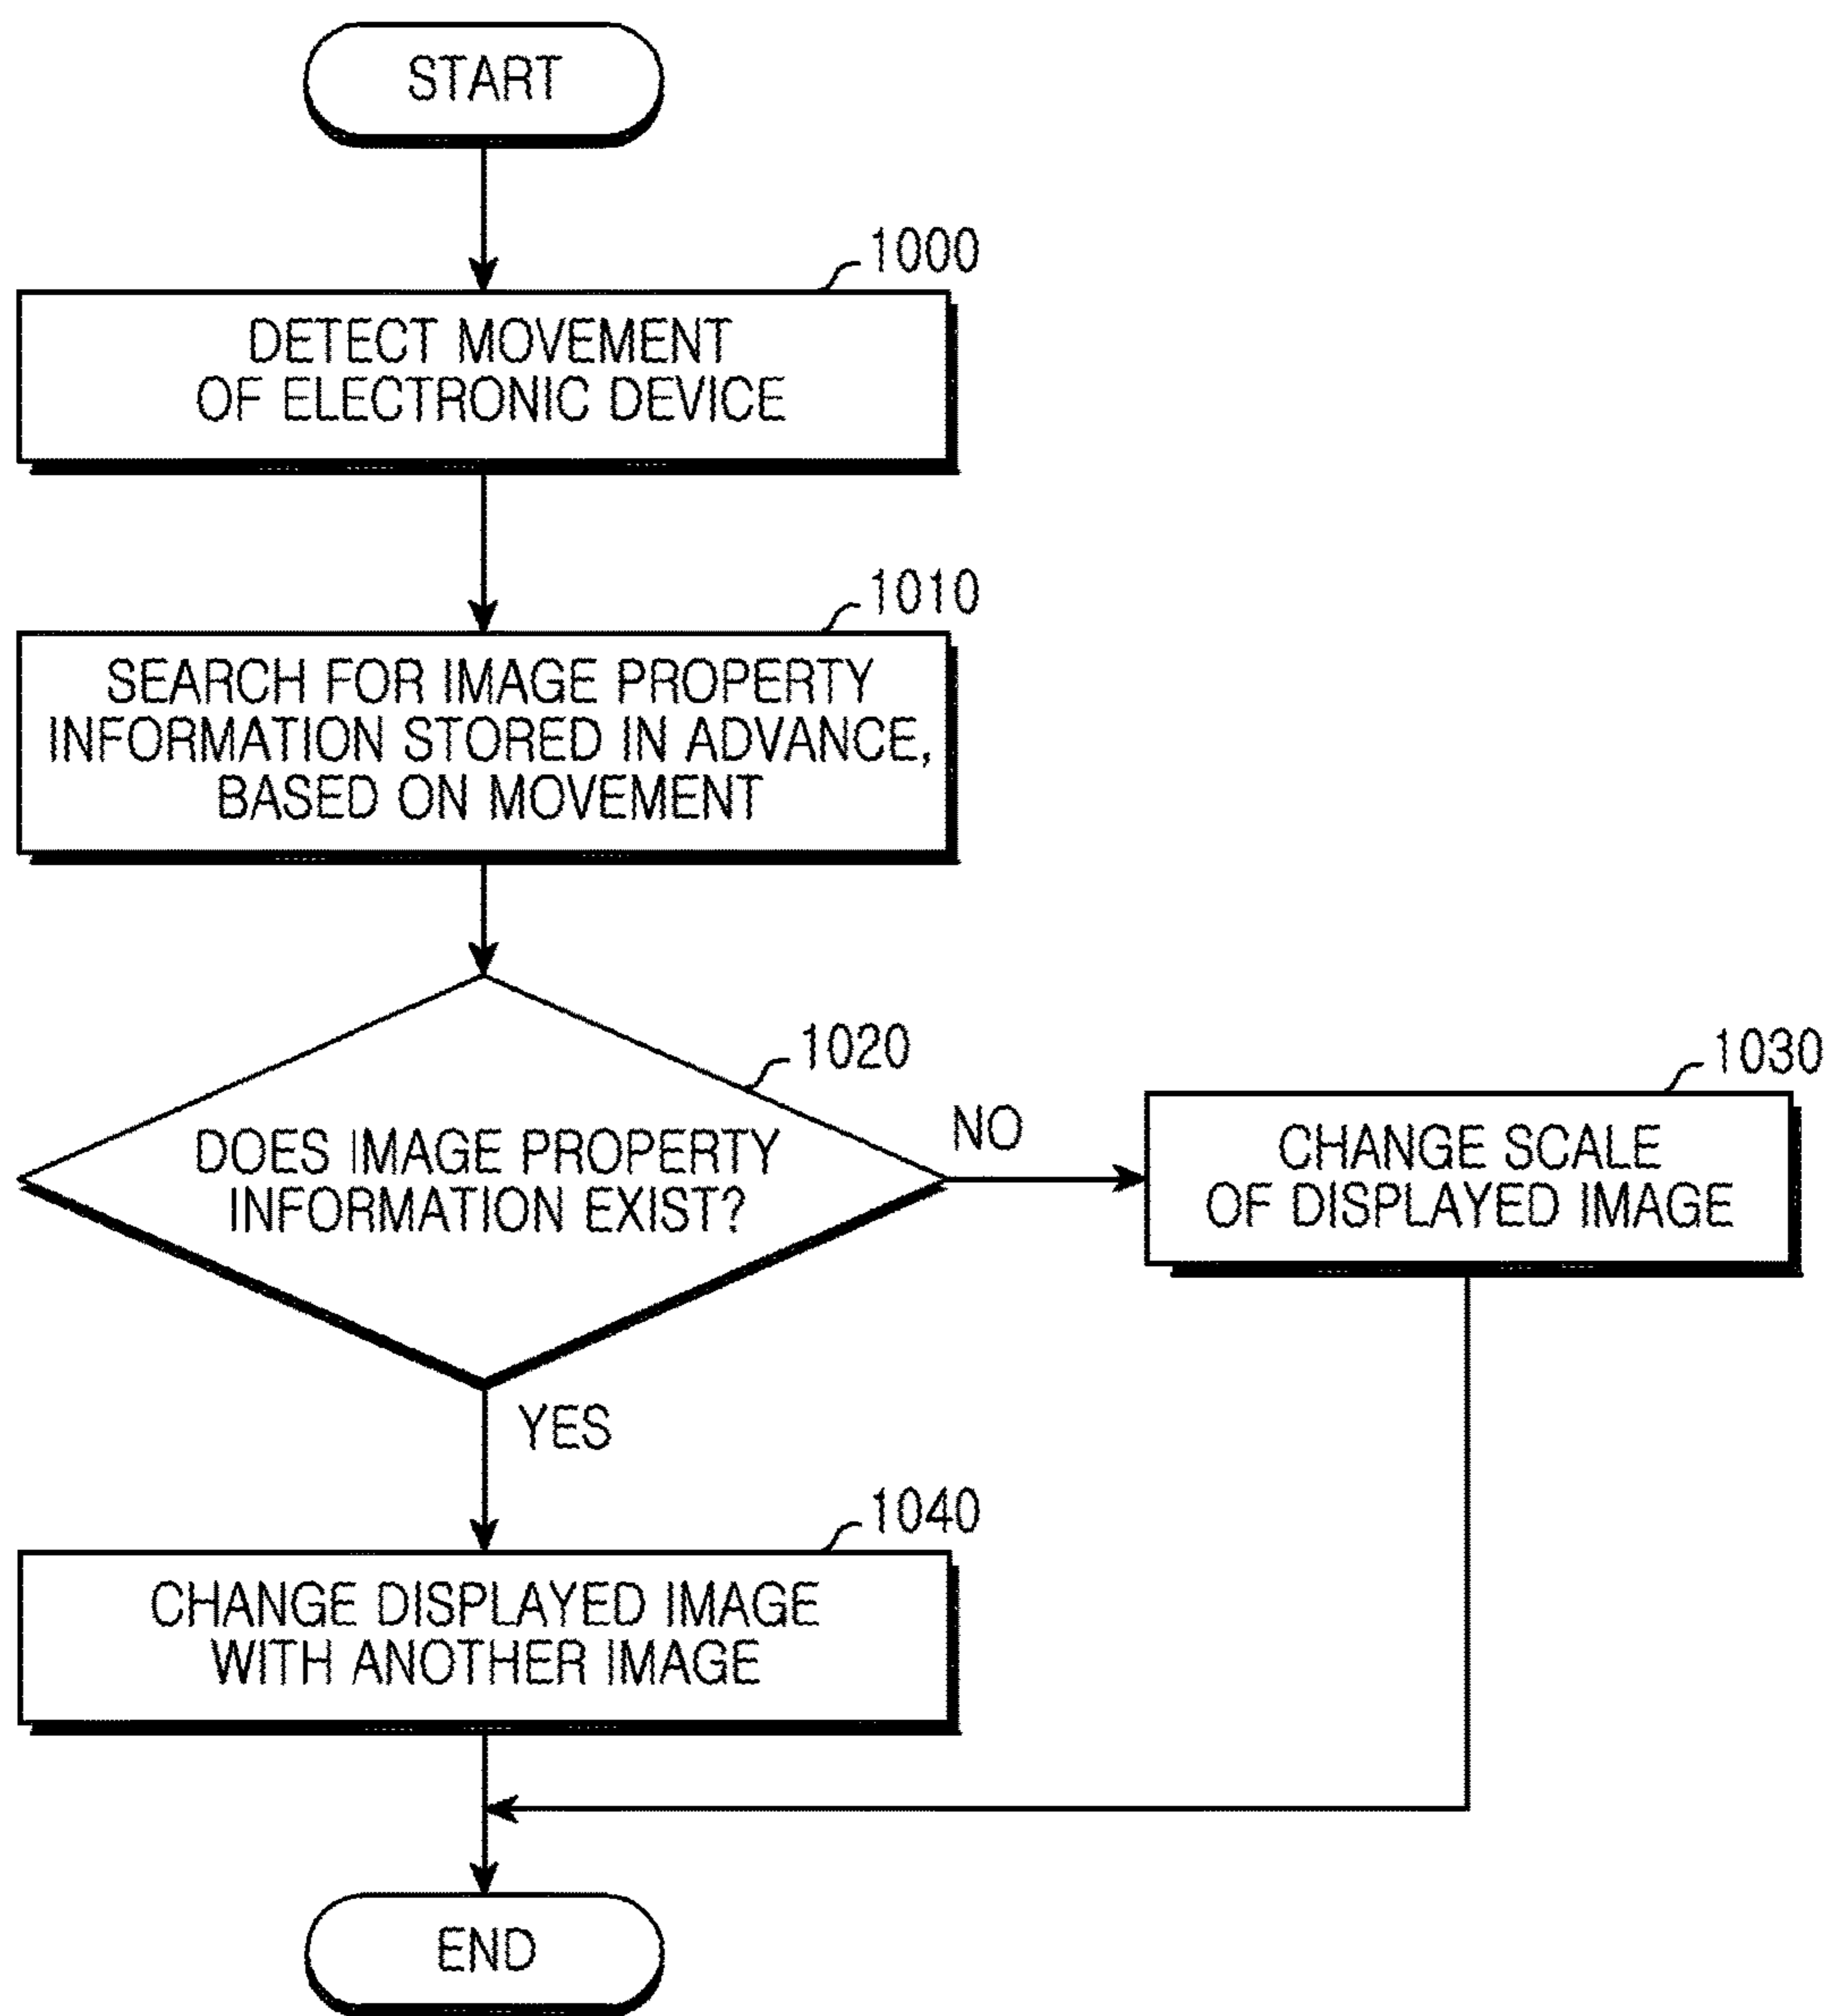 START
1000
DETECT MOVEMENT
OF ELECTRONIC DEVICE
1010
SEARCH FOR IMAGE PROPERTY
INFORMATION STORED IN ADVANCE,
BASED ON MOVEMENT
1020
DOES IMAGE PROPERTY
INFORMATION EXIST?
NO
1030
CHANGE SCALE
OF DISPLAYED IMAGE
YES
1040
CHANGE DISPLAYED IMAGE
WITH ANOTHER IMAGE
END